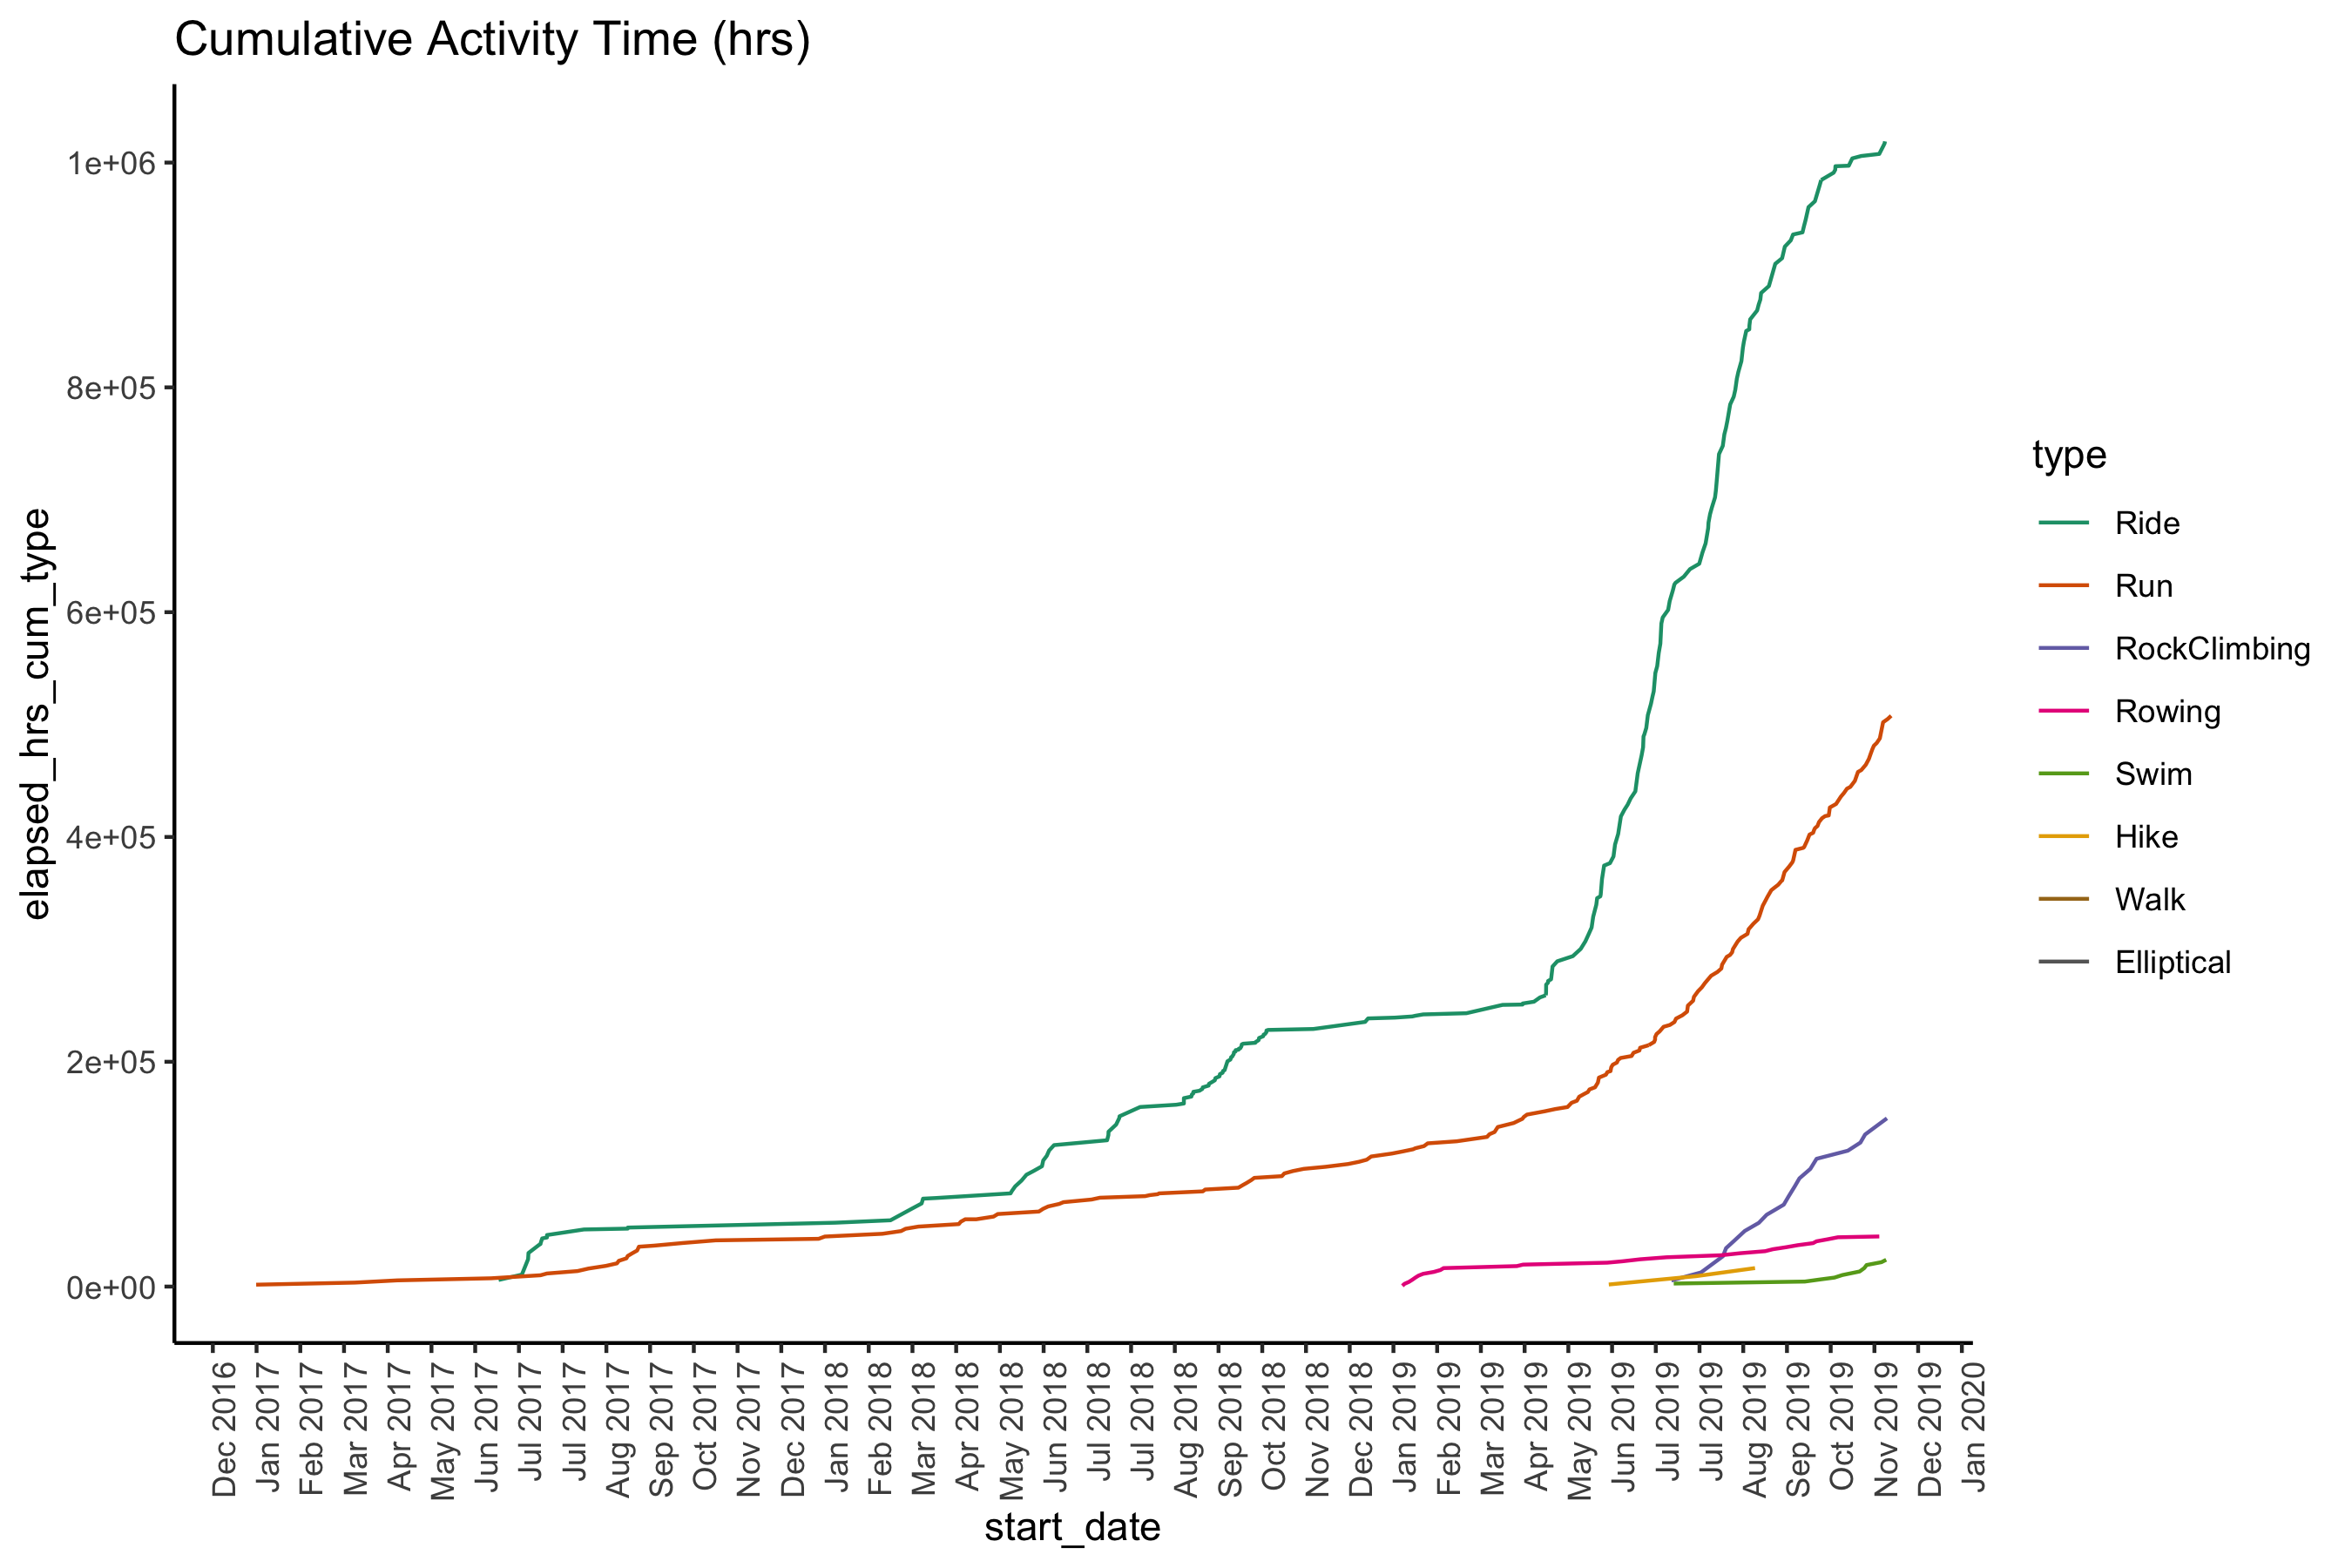 Cumulative Activity Time (hrs)
elapsed_hrs_cum_type
1e+06
8e+05
6e+05
4e+05
2e+05
0e+00
Dec 2016
Jan 2017
Feb 2017
Mar 2017
Apr 2017
May 2017
Jun 2017
Jul 2017
Jul 2017
Aug 2017
Sep 2017
Oct 2017
Nov 2017
Dec 2017
Jan 2018
Feb 2018
Mar 2018
Apr 2018
May 2018
Jun 2018
Jul 2018
Jul 2018
Aug 2018
Sep 2018
Oct 2018
Nov 2018
Dec 2018
Jan 2019
Feb 2019
Mar 2019
Apr 2019
May 2019
Jun 2019
Jul 2019
Jul 2019
Aug 2019
Sep 2019
Oct 2019
Nov 2019
Dec 2019
Jan 2020
start_date
type
Ride
Run
RockClimbing
Rowing
Swim
Hike
Walk
Elliptical